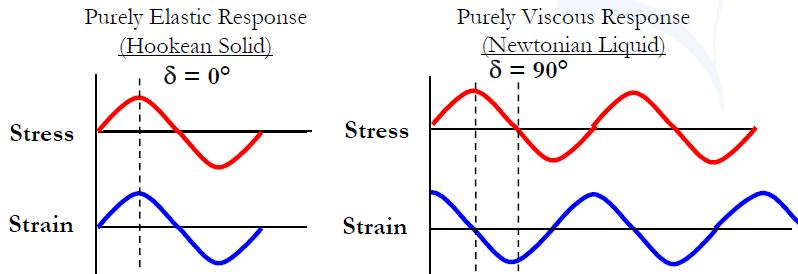 Purely Elastic Response
(Hookean Solid)
δ = 0°
Stress
Strain
Purely Viscous Response
(Newtonian Liquid)
δ = 90°
Stress
Strain